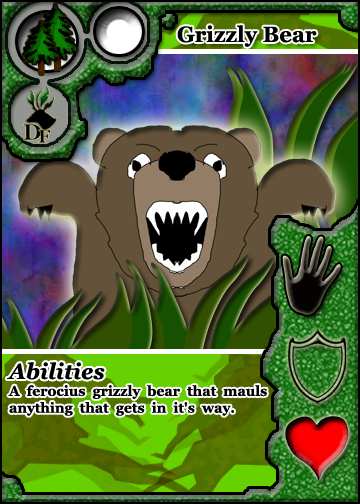 Grizzly Bear
DF
Abilities
A ferocius grizzly bear that mauls
anything that gets in it's way.